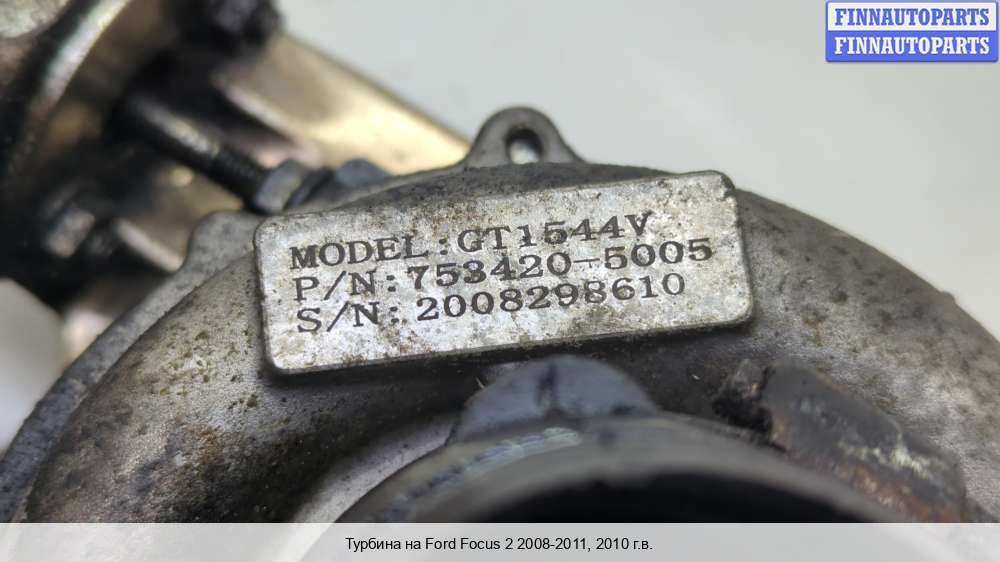 FINNAUTOPARTS
FINNAUTOPARTS
MODEL:GT1544V
P/N:753420-5005
S/N:2008298610
Турбина на Ford Focus 2 2008-2011, 2010 г.в.